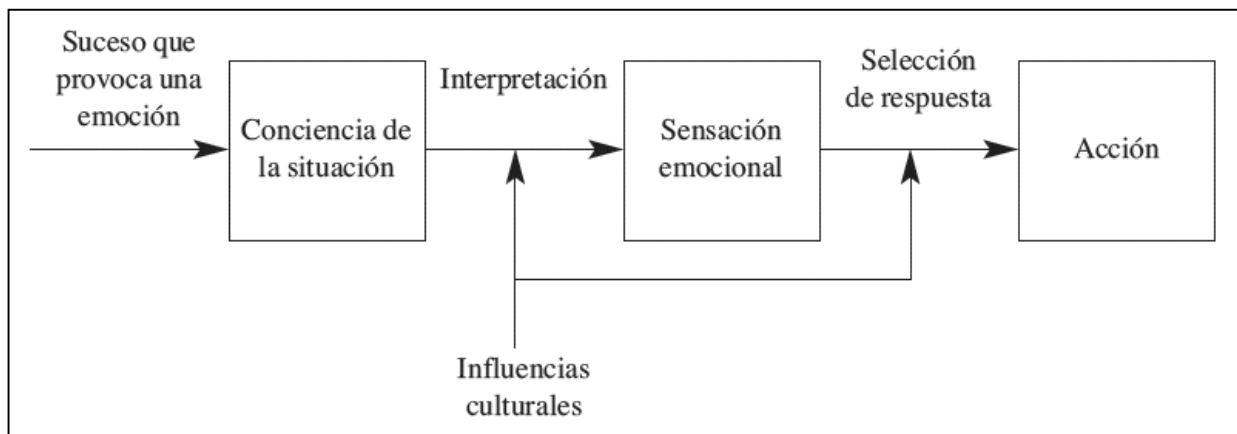 Suceso que
provoca una
emoción
Conciencia de
la situación
Interpretación
Sensación
emocional
Selección
de respuesta
Acción
Influencias
culturales